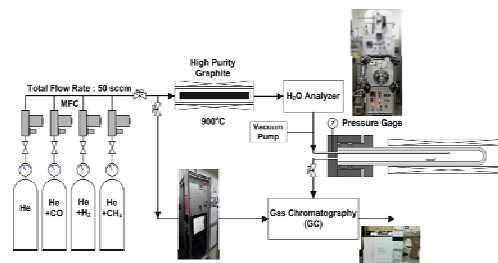 High Purity
Graphite
Total Flow Rate : 50 sccm
MFC
900°C
H₂O Analyzer
Vacuum
Pump
Pressure Gage
He
He
+CO
He
+H₂
He
+CH₄
Gas Chromatography
(GC)